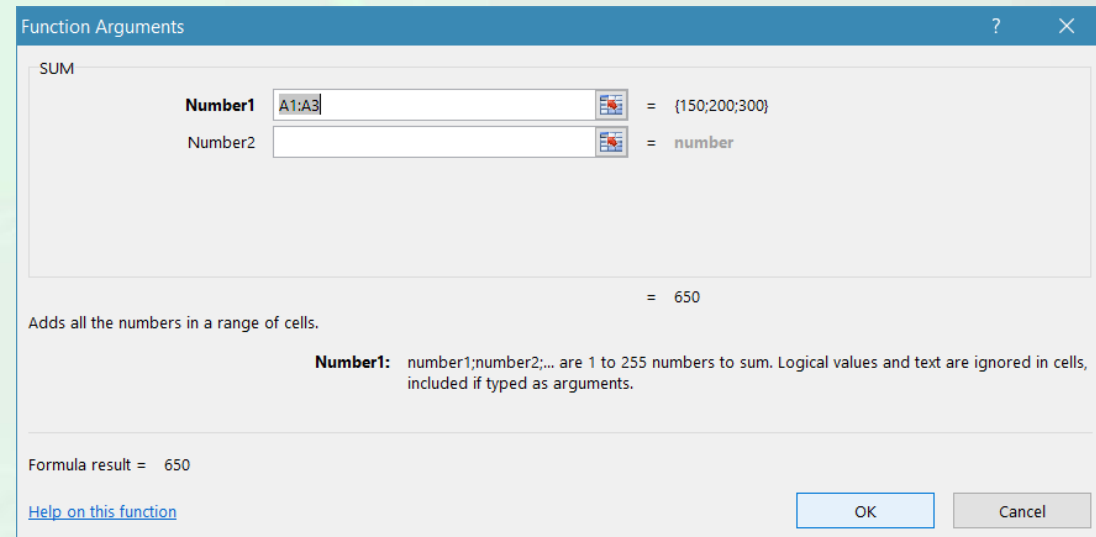 Function Arguments ? ×
SUM
Number1 A1:A3 = {150;200;300}
Number2 = number
= 650
Adds all the numbers in a range of cells.
Number1: number1;number2;... are 1 to 255 numbers to sum. Logical values and text are ignored in cells,
included if typed as arguments.
Formula result = 650
Help on this function OK Cancel